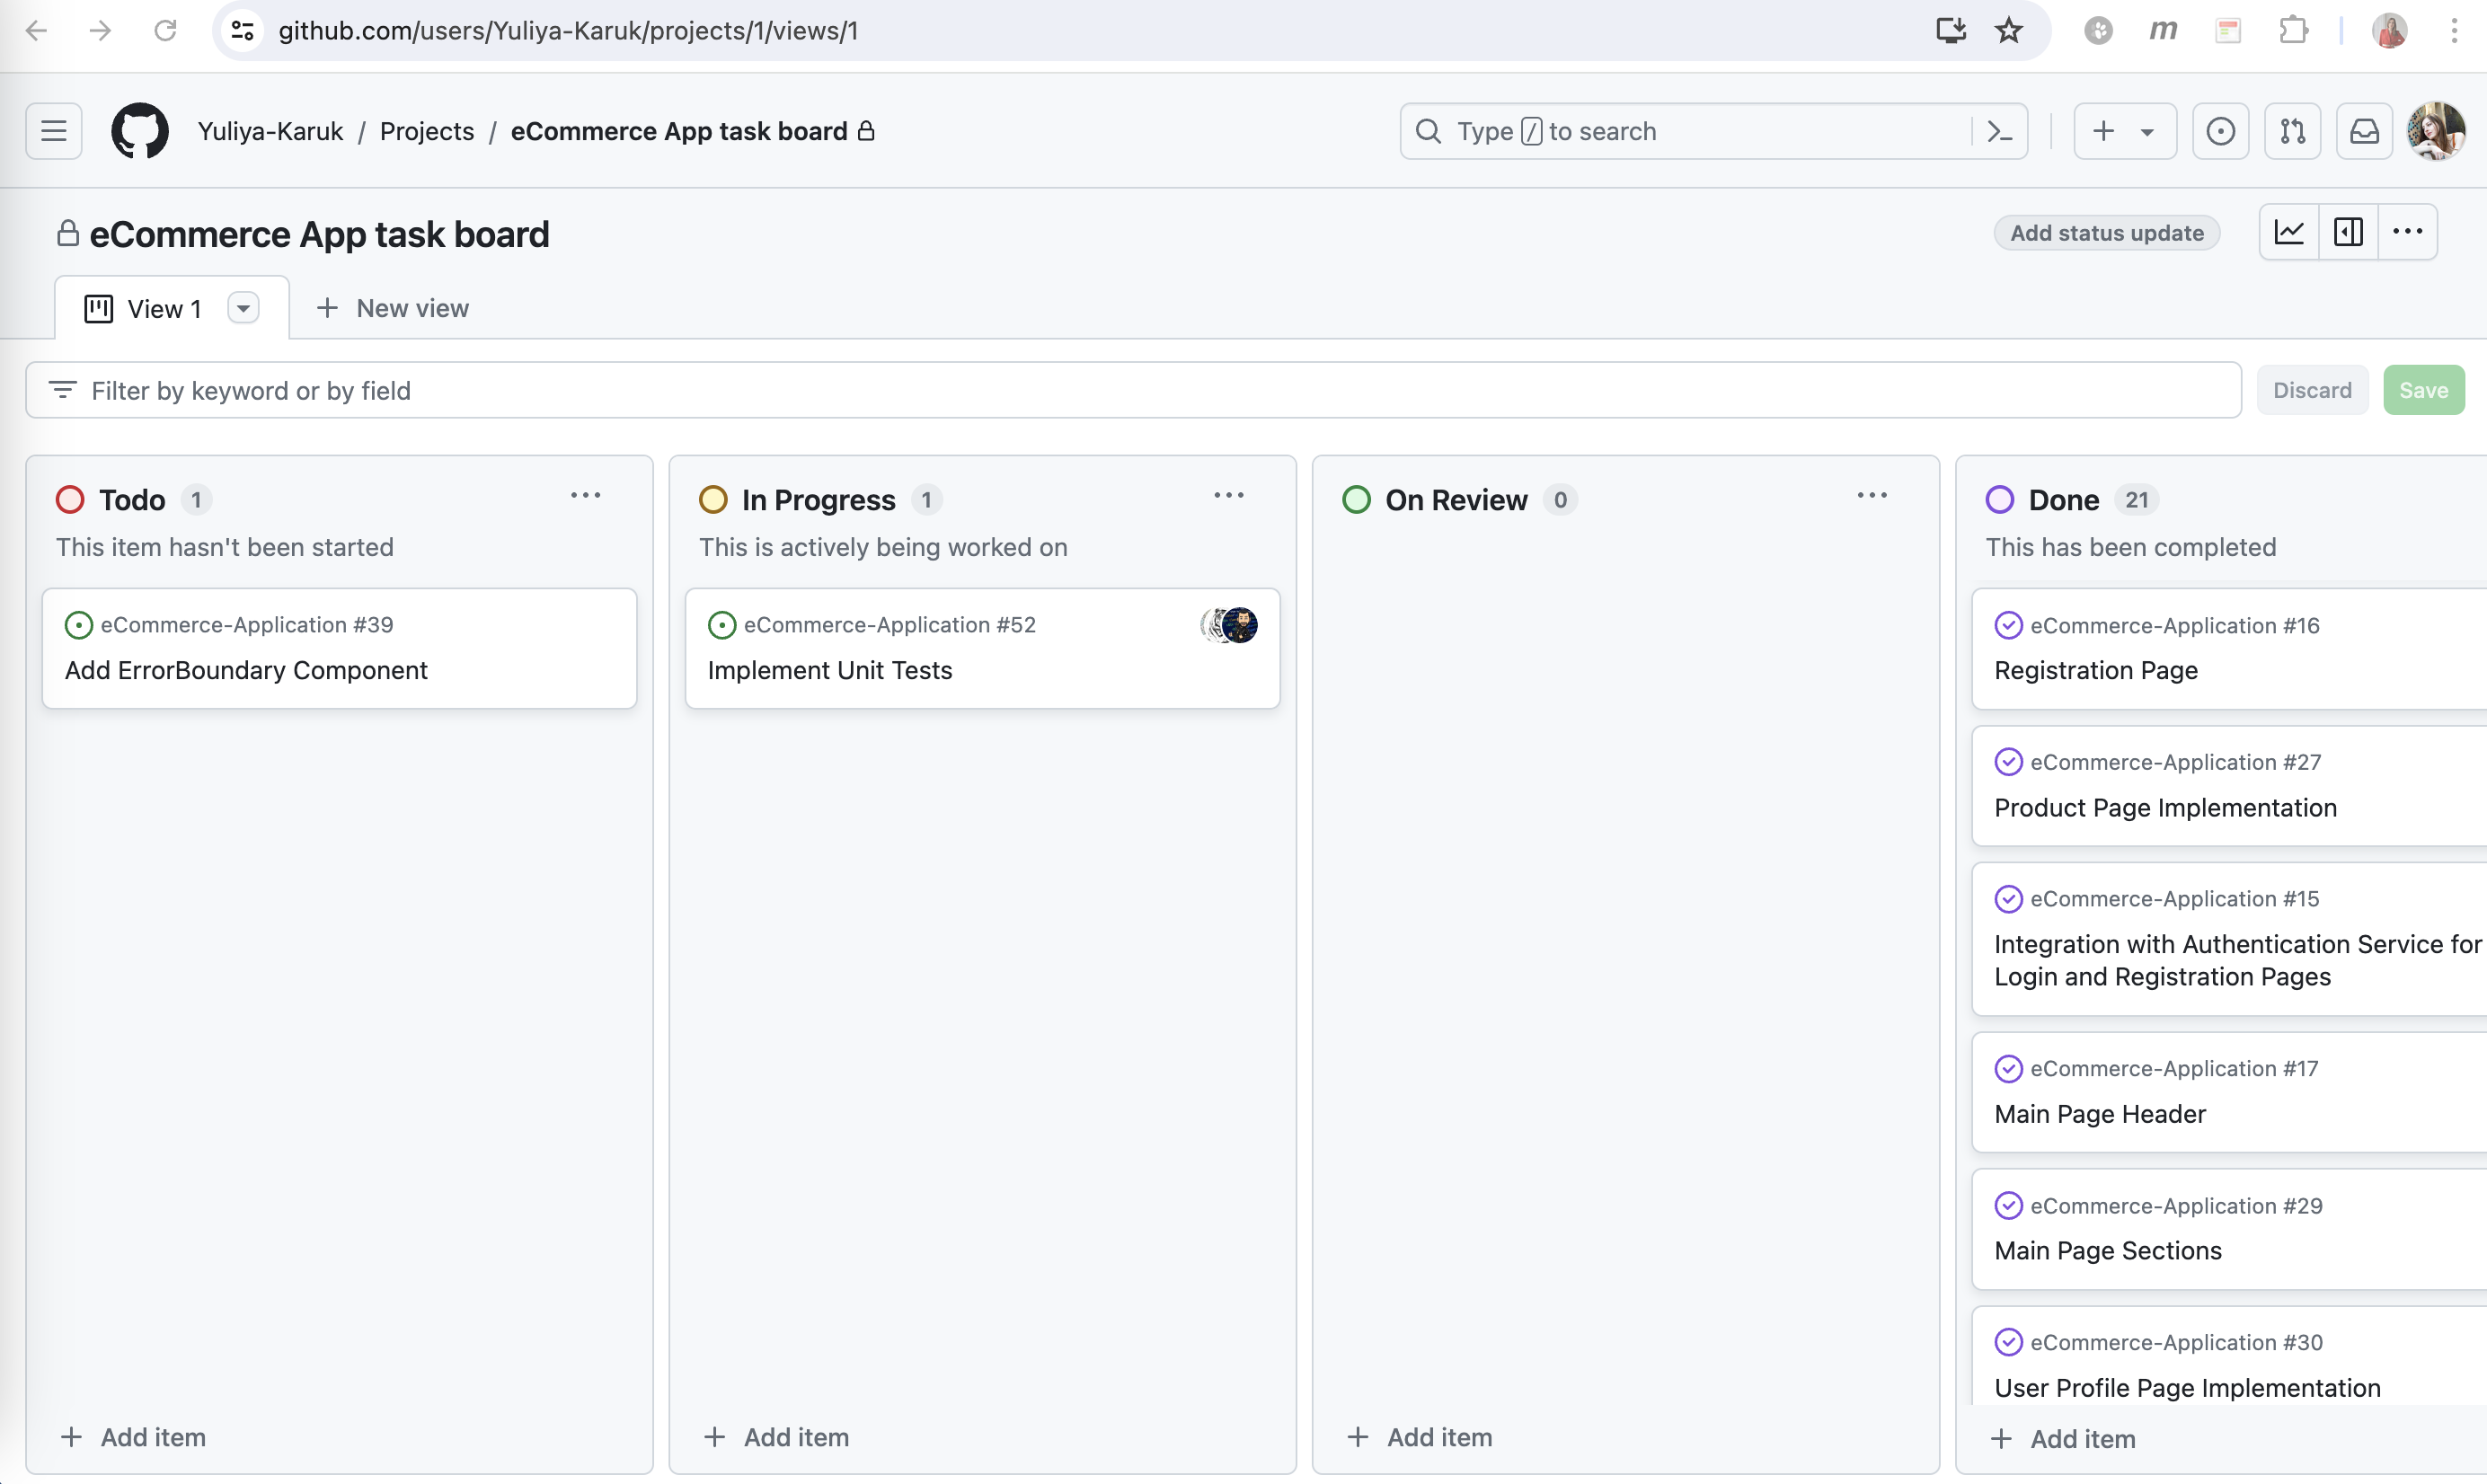 github.com/users/Yuliya-Karuk/projects/1/views/1
m
Yuliya-Karuk / Projects / eCommerce App task board
Type / to search
eCommerce App task board
Add status update
View 1
New view
Filter by keyword or by field
Discard
Save
Todo 1
This item hasn't been started
eCommerce-Application #39
Add ErrorBoundary Component
Add item
In Progress 1
This is actively being worked on
eCommerce-Application #52
Implement Unit Tests
Add item
On Review 0
Add item
Done 21
This has been completed
eCommerce-Application #16
Registration Page
eCommerce-Application #27
Product Page Implementation
eCommerce-Application #15
Integration with Authentication Service for
Login and Registration Pages
eCommerce-Application #17
Main Page Header
eCommerce-Application #29
Main Page Sections
eCommerce-Application #30
User Profile Page Implementation
Add item